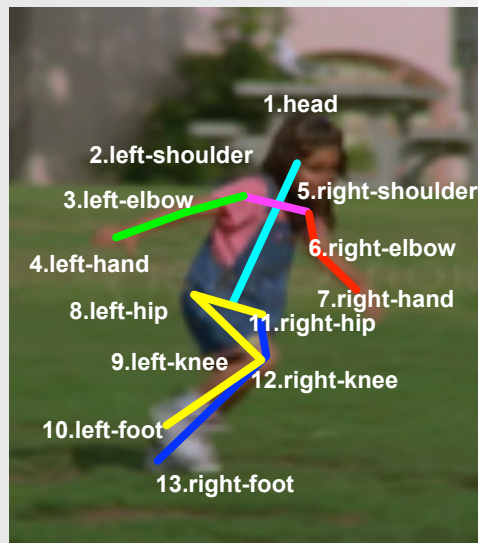 1.head
2.left-shoulder
5.right-shoulder
3.left-elbow
6.right-elbow
4.left-hand
7.right-hand
8.left-hip
11.right-hip
9.left-knee
12.right-knee
10.left-foot
13.right-foot